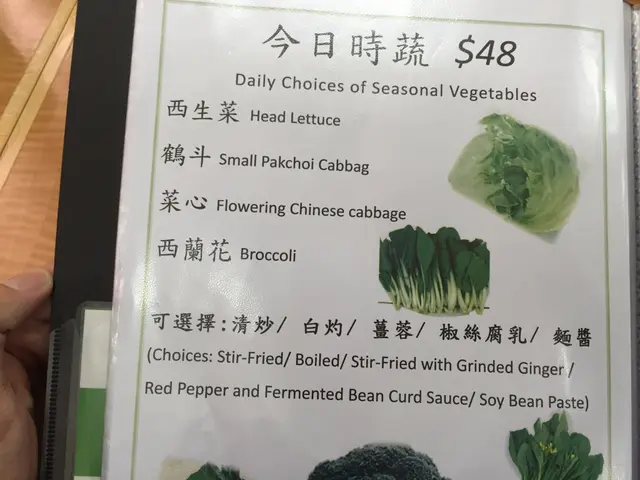 今日時蔬 $48
Daily Choices of Seasonal Vegetables
西生菜 Head Lettuce
鶴斗 Small Pakchoi Cabbag
菜心 Flowering Chinese cabbage
西蘭花 Broccoli
可選擇:清炒/ 白灼/ 薑蓉/ 椒絲腐乳/ 麵醬
(Choices: Stir-Fried/ Boiled/ Stir-Fried with Grinded Ginger /
Red Pepper and Fermented Bean Curd Sauce/ Soy Bean Paste)